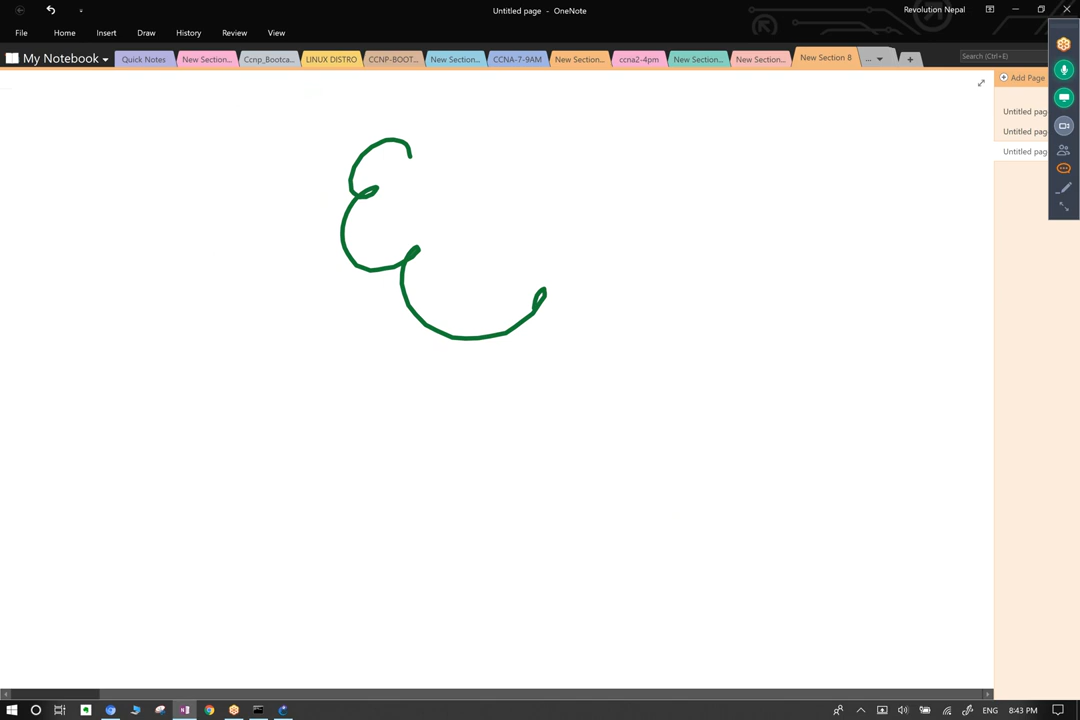 Untitled page - OneNote
Revolution Nepal
File Home Insert Draw History Review View
My Notebook
Quick Notes
New Section...
Ccnp_Bootca...
LINUX DISTRO
CCNP-BOOT...
New Section...
CCNA-7-9AM
New Section...
ccna2-4pm
New Section...
New Section...
New Section 8
...
+
Search (Ctrl+E)
Add Page
Untitled pag
Untitled pag
Untitled pag
ENG
8:43 PM